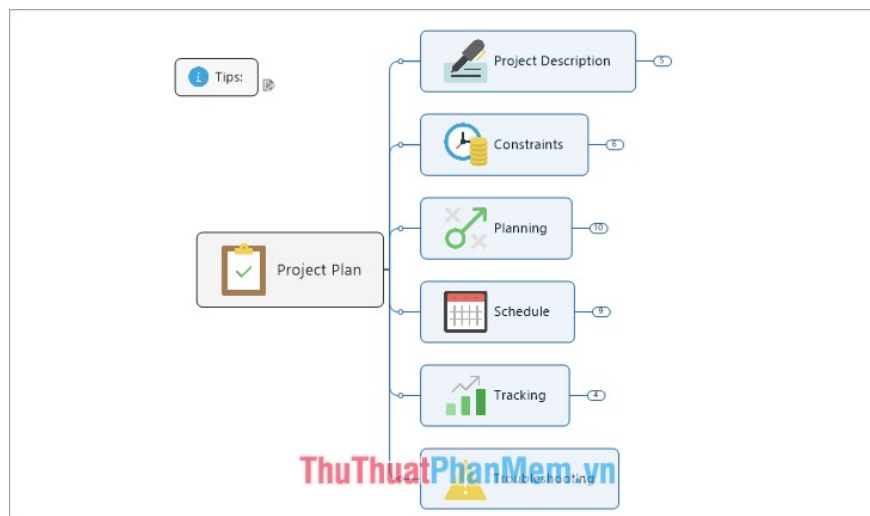 Tips:
Project Description
5
Constraints
6
Planning
10
Project Plan
Schedule
9
Tracking
4
Troubleshooting
ThuThuatPhanMem.vn